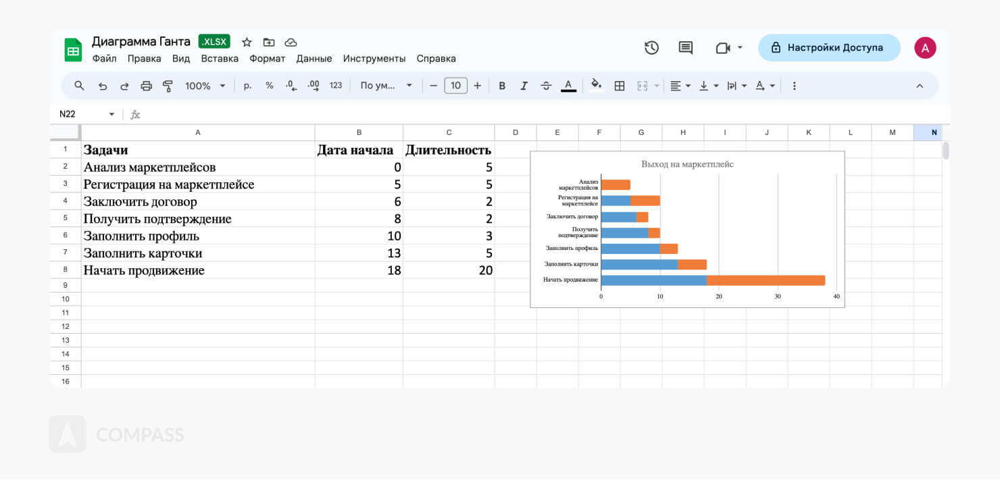 Диаграмма Ганта .XLSX
Файл Правка Вид Вставка Формат Данные Инструменты Справка
Настройки Доступа
A
100% р. % .0 .00 123 По ум... 10 B I A A
N22 fx
A B C D E F G H I J K L M N
1 Задачи Дата начала Длительность
2 Анализ маркетплейсов 0 5
3 Регистрация на маркетплейсе 5 5
4 Заключить договор 6 2
5 Получить подтверждение 8 2
6 Заполнить профиль 10 3
7 Заполнить карточки 13 5
8 Начать продвижение 18 20
9
10
11
12
13
14
15
16
Выход на маркетплейс
Анализ
маркетплейсов
Регистрация на
маркетплейсе
Заключить договор
Получить
подтверждение
Заполнить профиль
Заполнить карточки
Начать продвижение
0 10 20 30 40
COMPASS